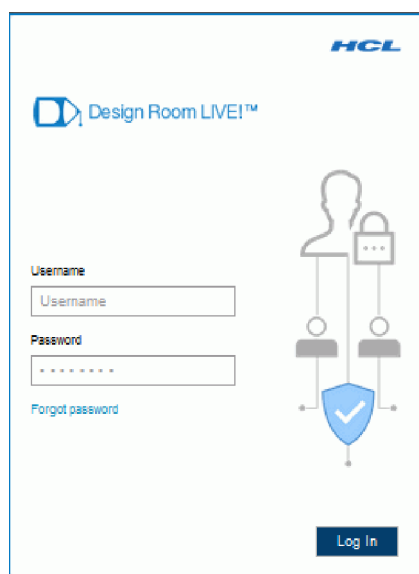 HCL
Design Room LIVE!™
Username
Username
Password
Forgot password
Log In